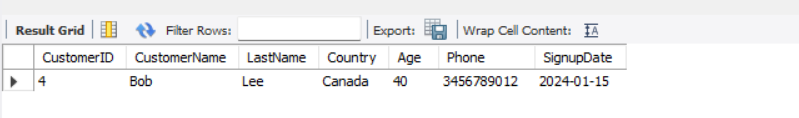 Result Grid Filter Rows: Export: Wrap Cell Content: IA
CustomerID CustomerName LastName Country Age Phone SignupDate
4 Bob Lee Canada 40 3456789012 2024-01-15